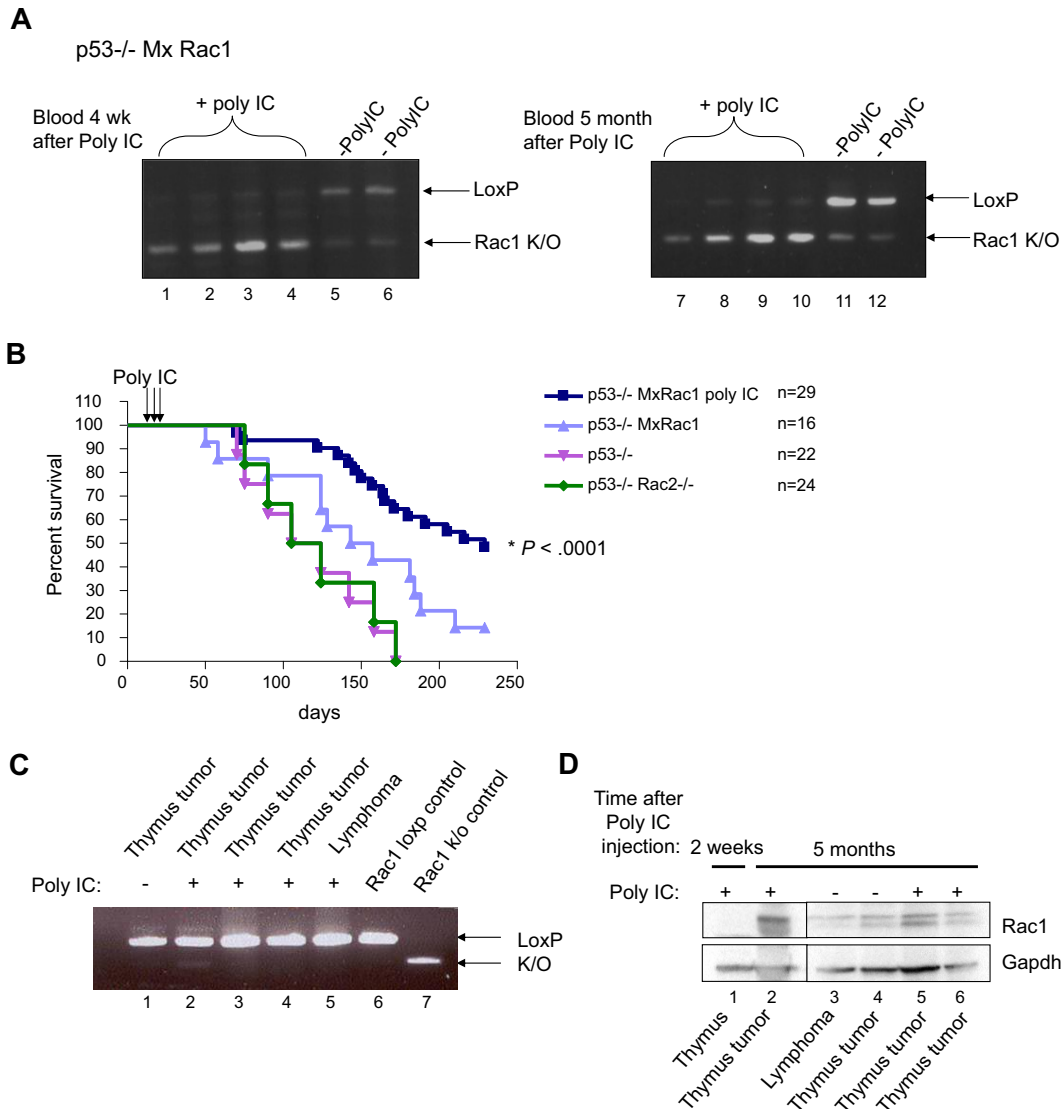 A
p53-/- Mx Rac1
Blood 4 wk
after Poly IC
+ poly IC
-PolyIC
- PolyIC
LoxP
Rac1 K/O
1 2 3 4 5 6
Blood 5 month
after Poly IC
+ poly IC
-PolyIC
- PolyIC
LoxP
Rac1 K/O
7 8 9 10 11 12
B
Poly IC
Percent survival
110
100
90
80
70
60
50
40
30
20
10
0
0 50 100 150 200 250
days
p53-/- MxRac1 poly IC n=29
p53-/- MxRac1 n=16
p53-/- n=22
p53-/- Rac2-/- n=24
* P < .0001
C
Thymus tumor
Thymus tumor
Thymus tumor
Thymus tumor
Lymphoma
Rac1 loxp control
Rac1 k/o control
Poly IC: - + + + +
LoxP
K/O
1 2 3 4 5 6 7
D
Time after
Poly IC
injection: 2 weeks 5 months
Poly IC: + + - - + +
Rac1
Gapdh
1 2 3 4 5 6
Thymus
Thymus tumor
Lymphoma
Thymus tumor
Thymus tumor
Thymus tumor